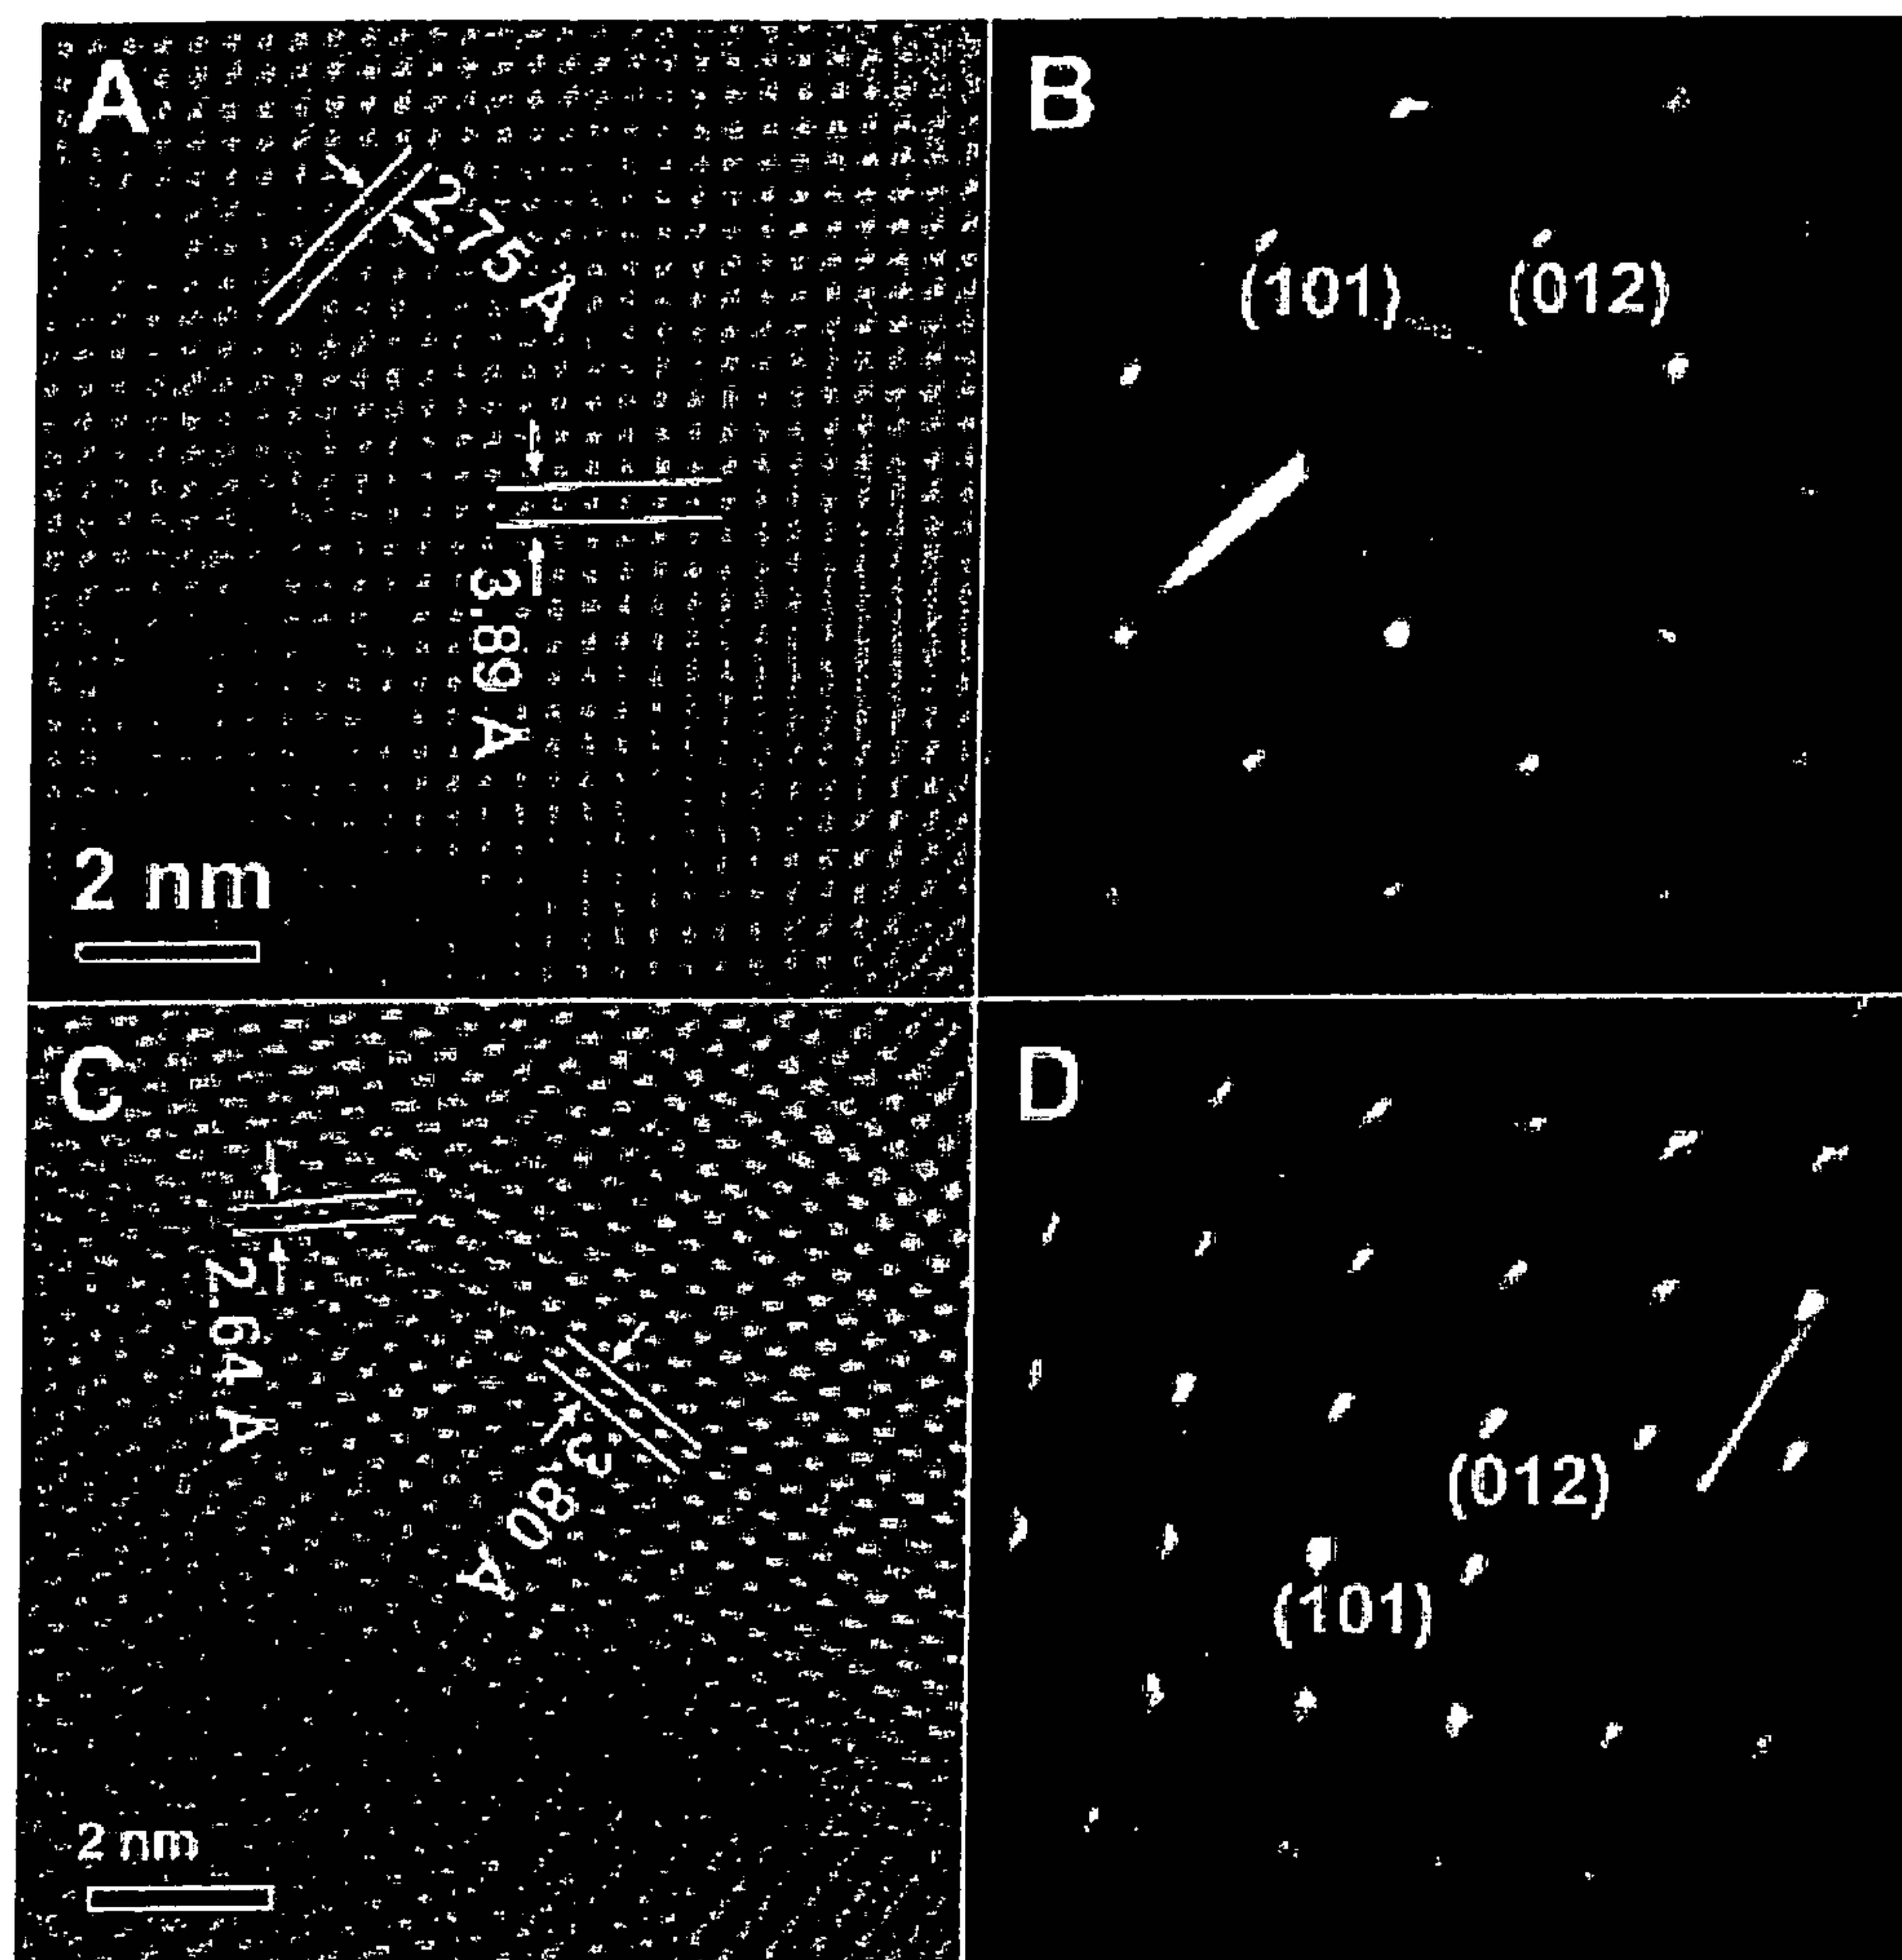 A
2.75 Å
3.89 Å
2 nm
B
(101)
(012)
C
2.64 Å
3.80 Å
2 nm
D
(012)
(101)